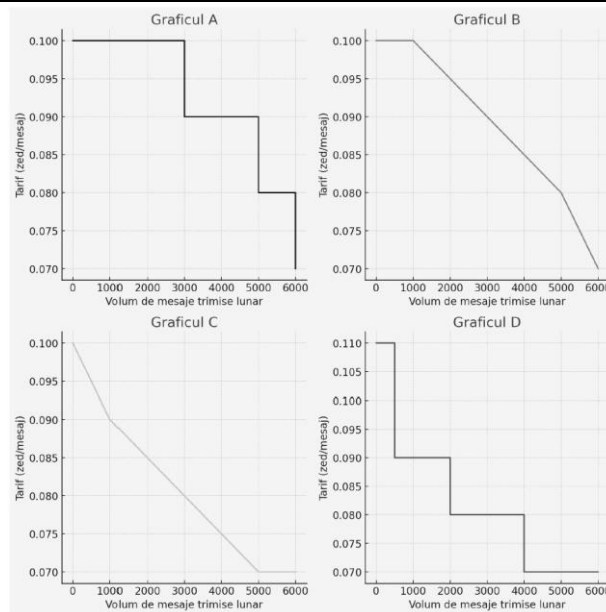 Graficul A
0.100
0.095
0.090
0.085
0.080
0.075
0.070
Tarif (zed/mesaj)
0 1000 2000 3000 4000 5000 6000
Volum de mesaje trimise lunar
Graficul B
0.100
0.095
0.090
0.085
0.080
0.075
0.070
Tarif (zed/mesaj)
0 1000 2000 3000 4000 5000 6000
Volum de mesaje trimise lunar
Graficul C
0.100
0.095
0.090
0.085
0.080
0.075
0.070
Tarif (zed/mesaj)
0 1000 2000 3000 4000 5000 6000
Volum de mesaje trimise lunar
Graficul D
0.110
0.105
0.100
0.095
0.090
0.085
0.080
0.075
0.070
Tarif (zed/mesaj)
0 1000 2000 3000 4000 5000 6000
Volum de mesaje trimise lunar